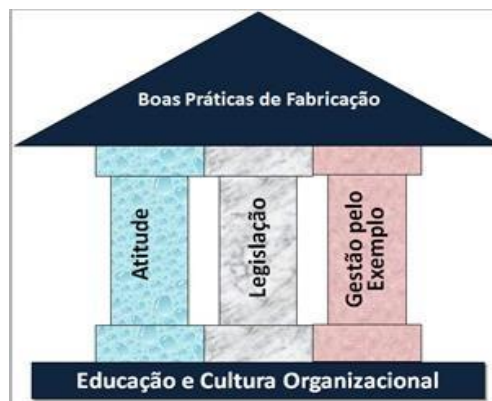 Boas Práticas de Fabricação
Atitude
Legislação
Gestão pelo
Exemplo
Educação e Cultura Organizacional